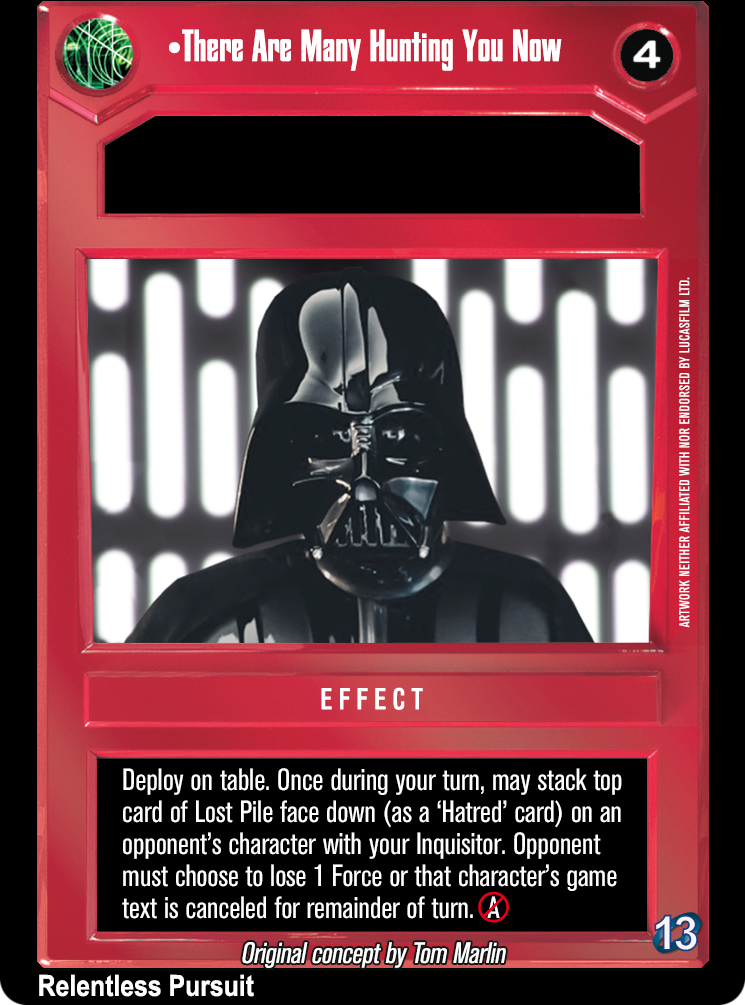 •There Are Many Hunting You Now
4
ARTWORK NEITHER AFFILIATED WITH NOR ENDORSED BY LUCASFILM LTD.
EFFECT
Deploy on table. Once during your turn, may stack top
card of Lost Pile face down (as a ‘Hatred’ card) on an
opponent’s character with your Inquisitor. Opponent
must choose to lose 1 Force or that character’s game
text is canceled for remainder of turn. A
13
Original concept by Tom Marlin
Relentless Pursuit